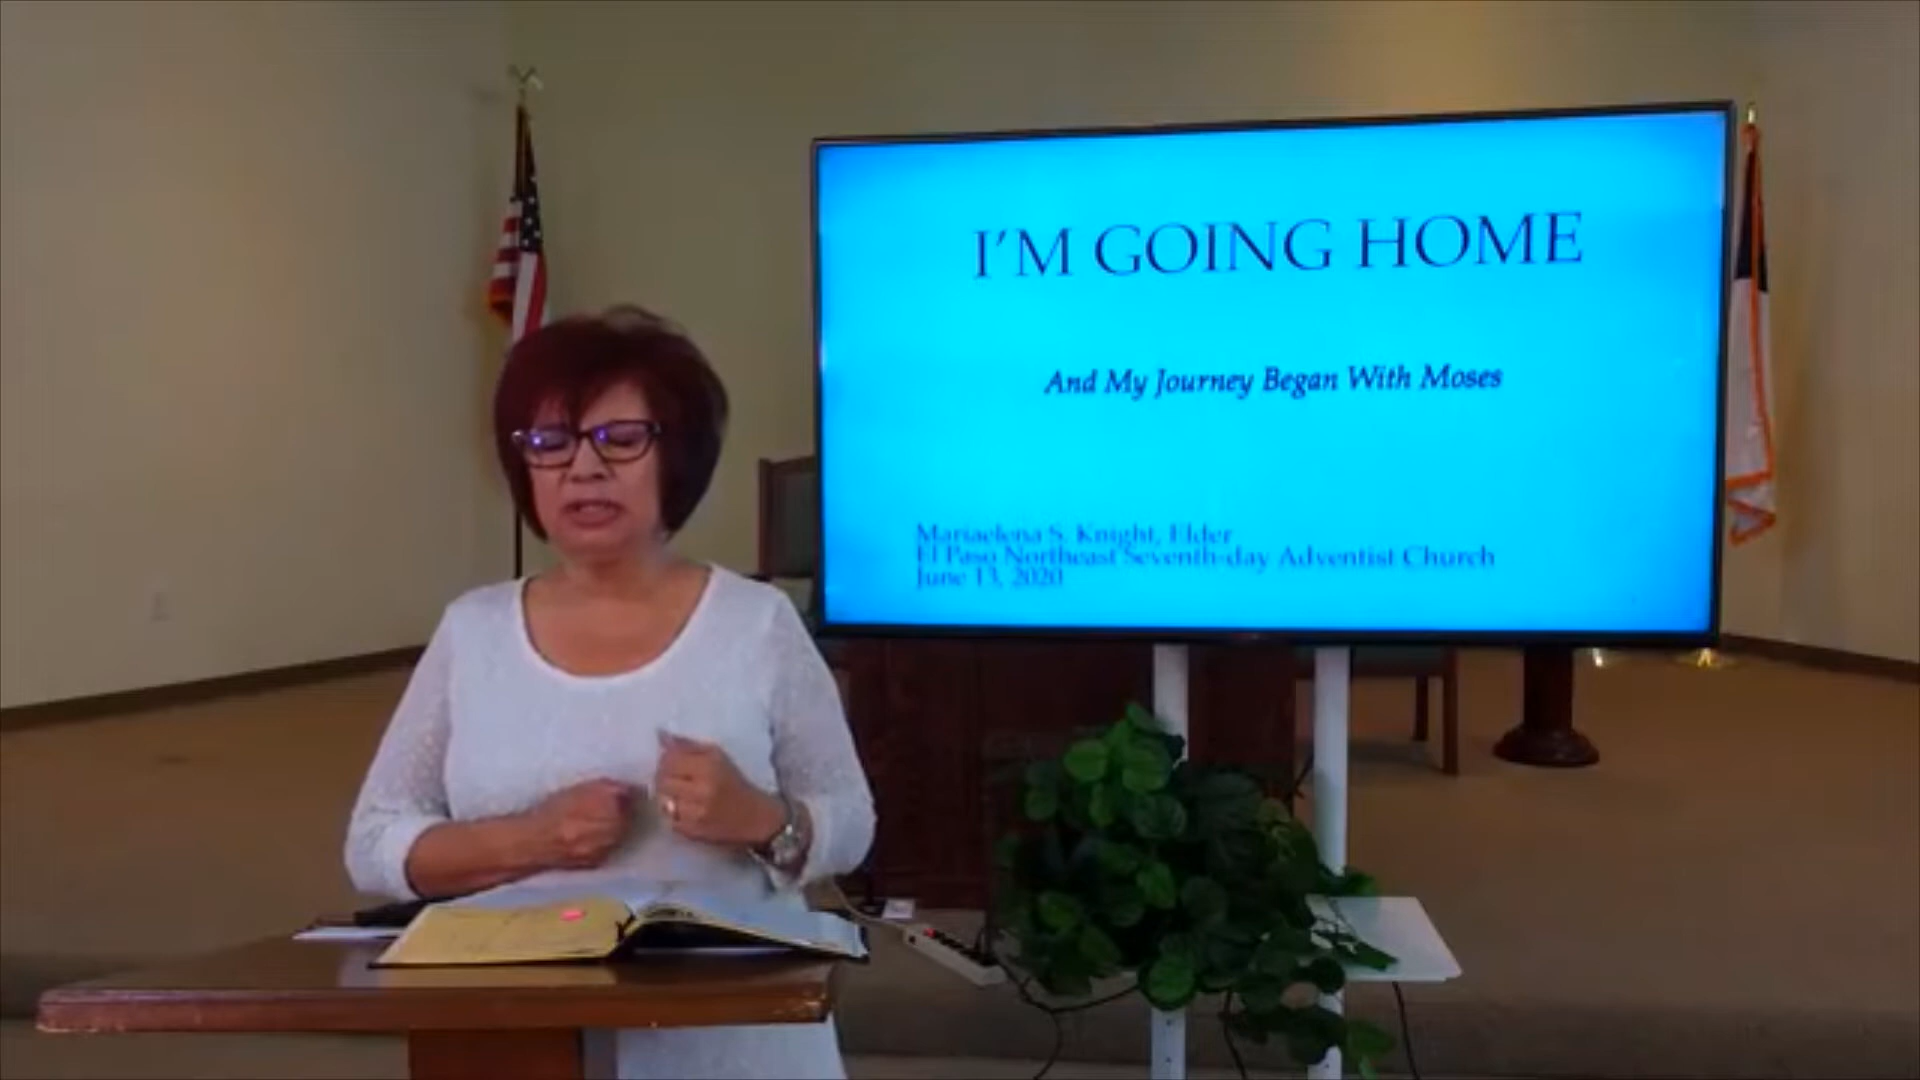 I'M GOING HOME
And My Journey Began With Moses
Mariaelena S. Knight, Elder
El Paso Northeast Seventh-day Adventist Church
June 13, 2020